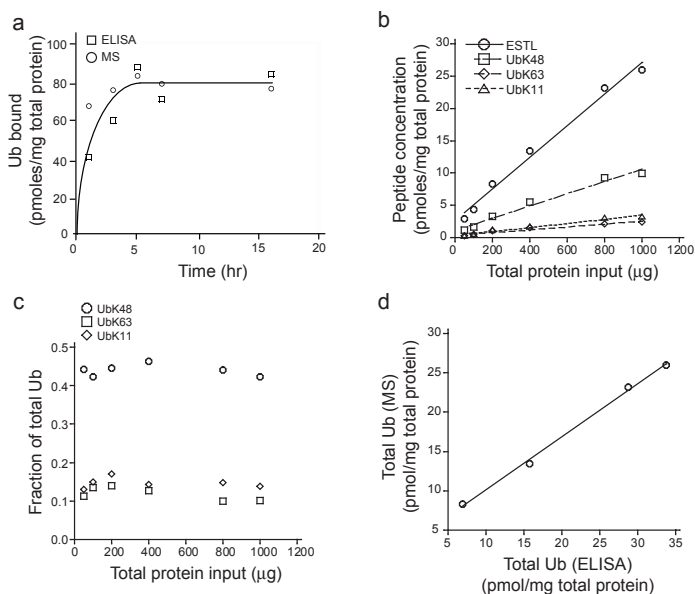 a
ELISA
MS
100
80
60
40
80
0
0
5
10
15
20
Ub bound
(pmoles/mg total protein)
Time (hr)
b
ESTL
UbK48
UbK63
UbK11
30
25
20
15
10
5
0
0
200
400
600
800
1000
1200
Peptide concentration
(pmoles/mg total protein)
Total protein input (µg)
c
UbK48
UbK63
UbK11
0.5
0.4
0.3
0.2
0.1
0.0
0
200
400
600
800
1000
1200
Fraction of total Ub
Total protein input (µg)
d
30
25
20
15
10
5
5
10
15
20
25
30
35
Total Ub (MS)
(pmol/mg total protein)
Total Ub (ELISA)
(pmol/mg total protein)